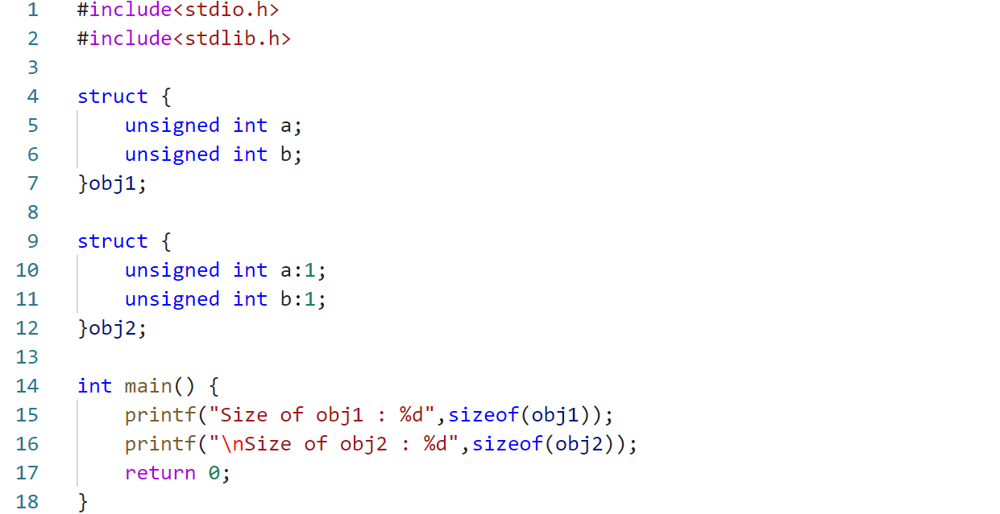 1 #include<stdio.h>
2 #include<stdlib.h>
3
4 struct {
5     unsigned int a;
6     unsigned int b;
7 }obj1;
8
9 struct {
10     unsigned int a:1;
11     unsigned int b:1;
12 }obj2;
13
14 int main() {
15     printf("Size of obj1 : %d",sizeof(obj1));
16     printf("\nSize of obj2 : %d",sizeof(obj2));
17     return 0;
18 }